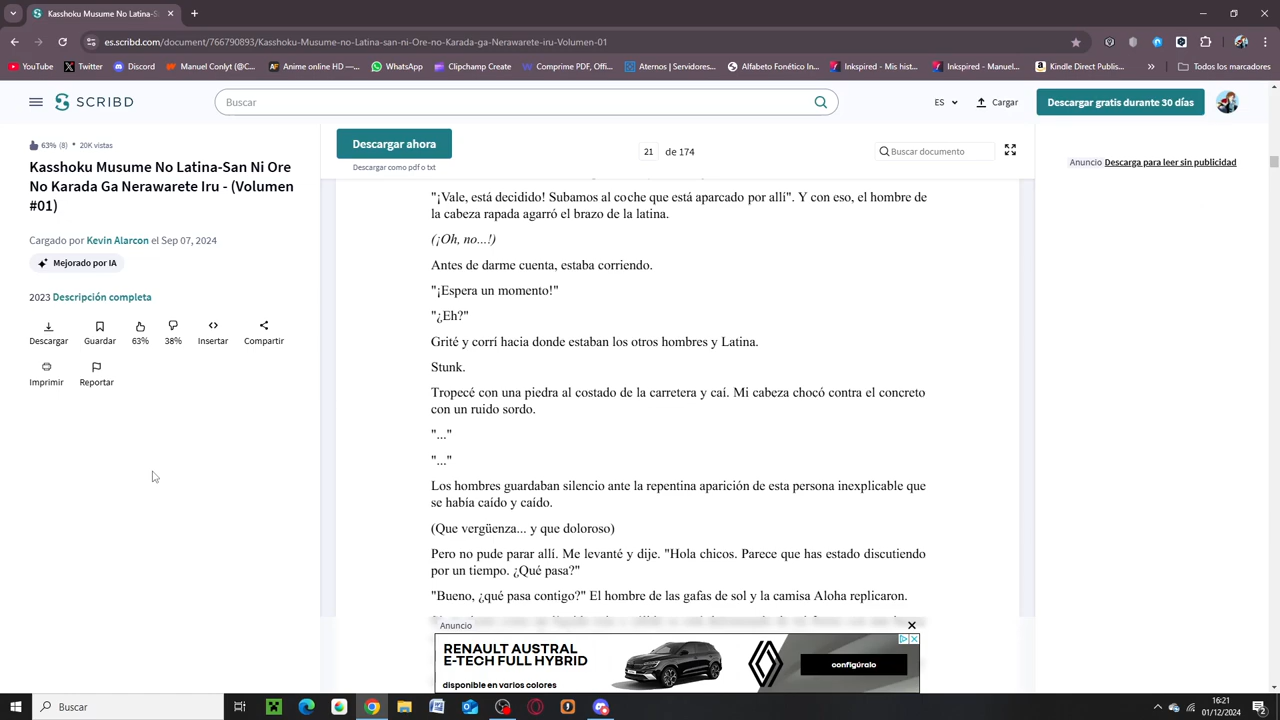 Kasshoku Musume No Latina-S
es.scribd.com/document/766790893/Kasshoku-Musume-no-Latina-san-ni-Ore-no-Karada-ga-Nerawarete-iru-Volumen-01
YouTube Twitter Discord Manuel Conlyt (@C... Anime online HD —... WhatsApp Clipchamp Create Comprime PDF, Offi... Aternos | Servidores... Alfabeto Fonético In... Inkspired - Mis hist... Inkspired - Manuel... Kindle Direct Publish... » Todos los marcadores
SCRIBD
Buscar
ES
Cargar
Descargar gratis durante 30 días
63% (8) • 20K vistas
Kasshoku Musume No Latina-San Ni Ore
No Karada Ga Nerawarete Iru - (Volumen
#01)
Cargado por Kevin Alarcon el Sep 07, 2024
Mejorado por IA
2023 Descripción completa
Descargar Guardar 63% 38% Insertar Compartir
Imprimir Reportar
Descargar ahora
Descargar como pdf o txt
21 de 174
Buscar documento
Anuncio Descarga para leer sin publicidad
"¡Vale, está decidido! Subamos al coche que está aparcado por allí". Y con eso, el hombre de
la cabeza rapada agarró el brazo de la latina.
(¡Oh, no...!)
Antes de darme cuenta, estaba corriendo.
"¡Espera un momento!"
"¿Eh?"
Grité y corrí hacia donde estaban los otros hombres y Latina.
Stunk.
Tropecé con una piedra al costado de la carretera y caí. Mi cabeza chocó contra el concreto
con un ruido sordo.
"..."
"..."
Los hombres guardaban silencio ante la repentina aparición de esta persona inexplicable que
se había caído y caído.
(Que vergüenza... y que doloroso)
Pero no pude parar allí. Me levanté y dije. "Hola chicos. Parece que has estado discutiendo
por un tiempo. ¿Qué pasa?"
"Bueno, ¿qué pasa contigo?" El hombre de las gafas de sol y la camisa Aloha replicaron.
Anuncio
RENAULT AUSTRAL
E-TECH FULL HYBRID
disponible en varios colores
configúralo
Buscar
16:21
01/12/2024